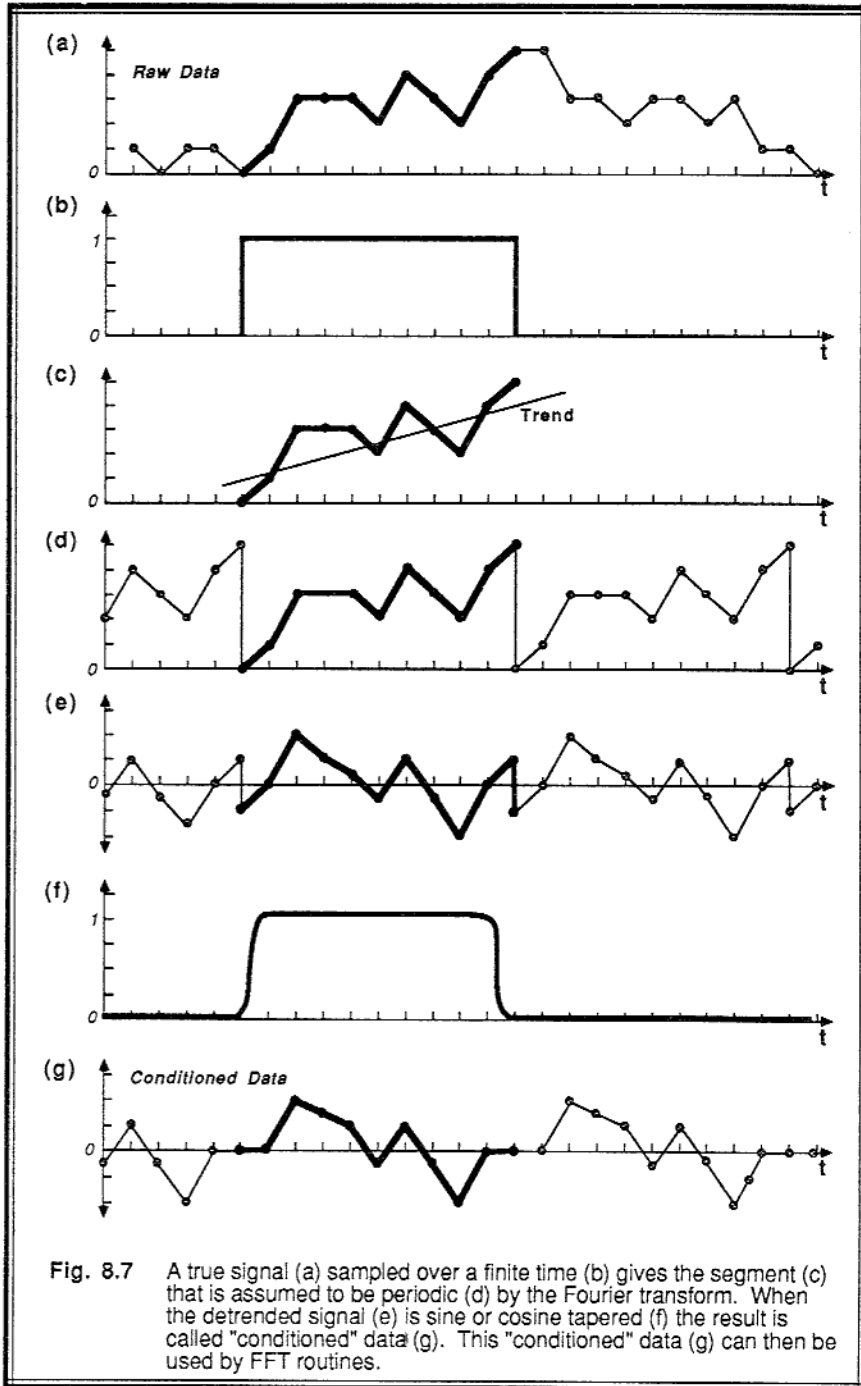 (a)
Raw Data
0
t
(b)
1
0
t
(c)
Trend
0
t
(d)
0
t
(e)
0
t
(f)
1
0
t
(g)
Conditioned Data
0
t
Fig. 8.7 A true signal (a) sampled over a finite time (b) gives the segment (c)
that is assumed to be periodic (d) by the Fourier transform. When
the detrended signal (e) is sine or cosine tapered (f) the result is
called "conditioned" data (g). This "conditioned" data (g) can then be
used by FFT routines.